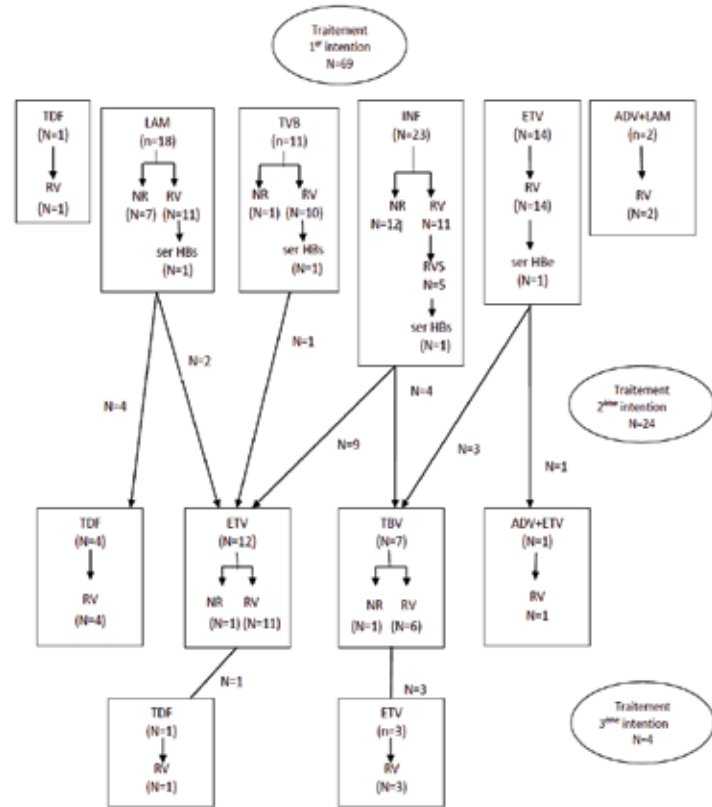 Traitement
1er intention
N=69
TDF
(N=1)
RV
(N=1)
LAM
(n=18)
NR RV
(N=7) (N=11)
ser HBs
(N=1)
TVB
(n=11)
NR RV
(N=1) (N=10)
ser HBs
(N=1)
INF
(N=23)
NR RV
N=12 N=11
RVS
N=5
ser HBs
(N=1)
ETV
(N=14)
RV
(N=14)
ser HBe
(N=1)
ADV+LAM
(n=2)
RV
(N=2)
N=4
N=2
N=1
N=9
N=4
N=3
N=1
Traitement
2ème intention
N=24
TDF
(N=4)
RV
(N=4)
ETV
(N=12)
NR RV
(N=1) (N=11)
TBV
(N=7)
NR RV
(N=1) (N=6)
ADV+ETV
(N=1)
RV
N=1
N=1
N=3
TDF
(N=1)
RV
(N=1)
ETV
(n=3)
RV
(N=3)
Traitement
3ème intention
N=4